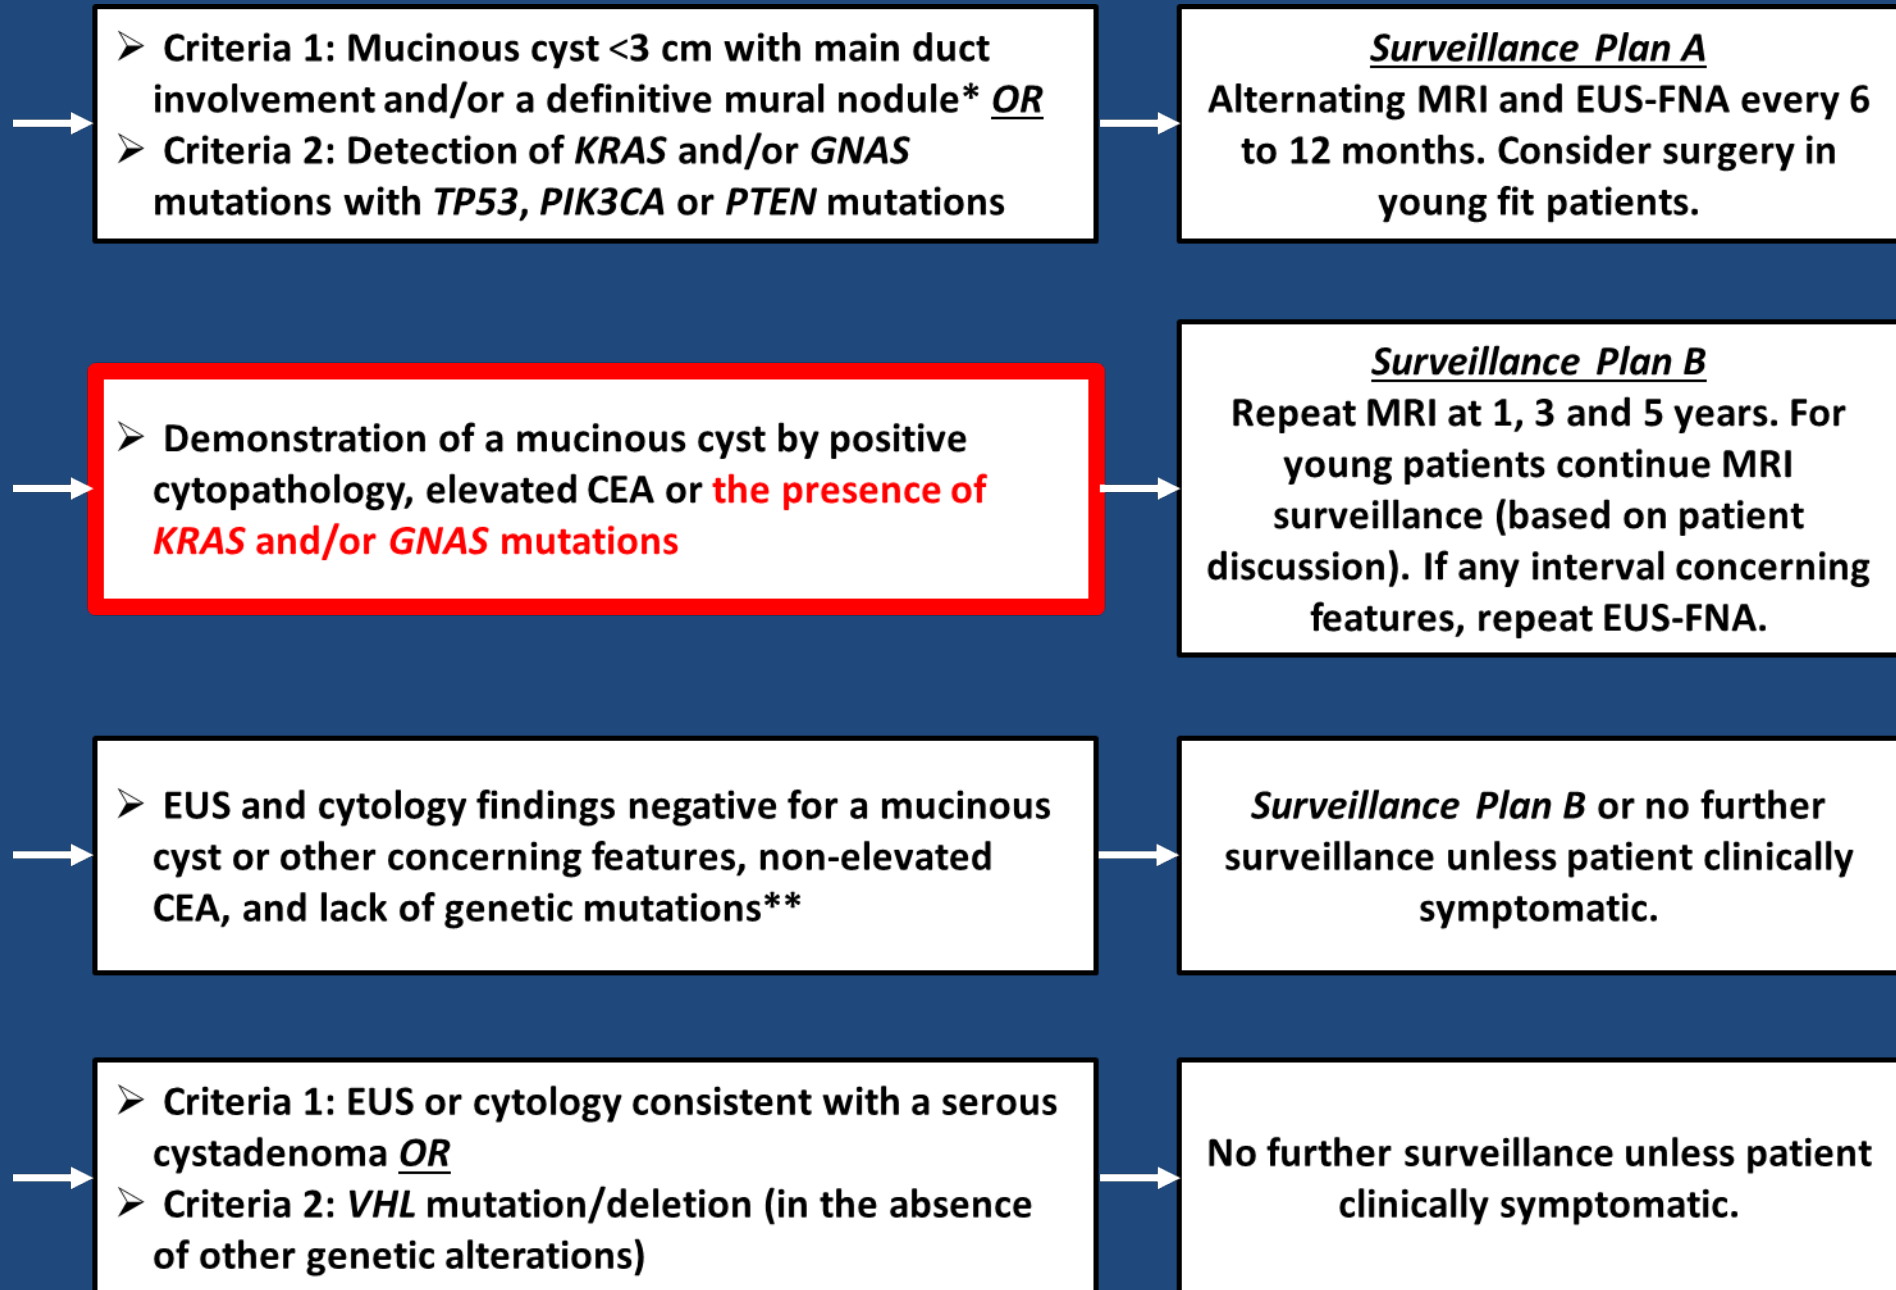 ➢ Criteria 1: Mucinous cyst <3 cm with main duct
involvement and/or a definitive mural nodule* OR
➢ Criteria 2: Detection of KRAS and/or GNAS
mutations with TP53, PIK3CA or PTEN mutations
Surveillance Plan A
Alternating MRI and EUS-FNA every 6
to 12 months. Consider surgery in
young fit patients.
➢ Demonstration of a mucinous cyst by positive
cytopathology, elevated CEA or the presence of
KRAS and/or GNAS mutations
Surveillance Plan B
Repeat MRI at 1, 3 and 5 years. For
young patients continue MRI
surveillance (based on patient
discussion). If any interval concerning
features, repeat EUS-FNA.
➢ EUS and cytology findings negative for a mucinous
cyst or other concerning features, non-elevated
CEA, and lack of genetic mutations**
Surveillance Plan B or no further
surveillance unless patient clinically
symptomatic.
➢ Criteria 1: EUS or cytology consistent with a serous
cystadenoma OR
➢ Criteria 2: VHL mutation/deletion (in the absence
of other genetic alterations)
No further surveillance unless patient
clinically symptomatic.